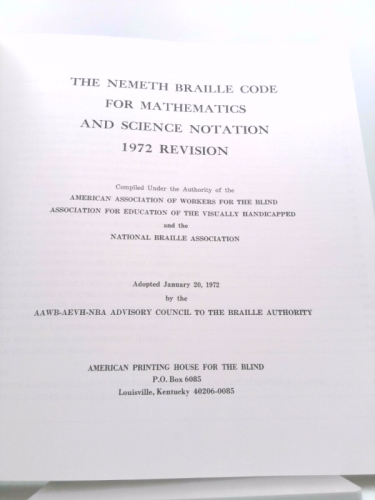 THE NEMETH BRAILLE CODE
FOR MATHEMATICS
AND SCIENCE NOTATION
1972 REVISION
Compiled Under the Authority of the
AMERICAN ASSOCIATION OF WORKERS FOR THE BLIND
ASSOCIATION FOR EDUCATION OF THE VISUALLY HANDICAPPED
and the
NATIONAL BRAILLE ASSOCIATION
Adopted January 20, 1972
by the
AAWB-AEVH-NBA ADVISORY COUNCIL TO THE BRAILLE AUTHORITY
AMERICAN PRINTING HOUSE FOR THE BLIND
P.O. Box 6085
Louisville, Kentucky 40206-0085